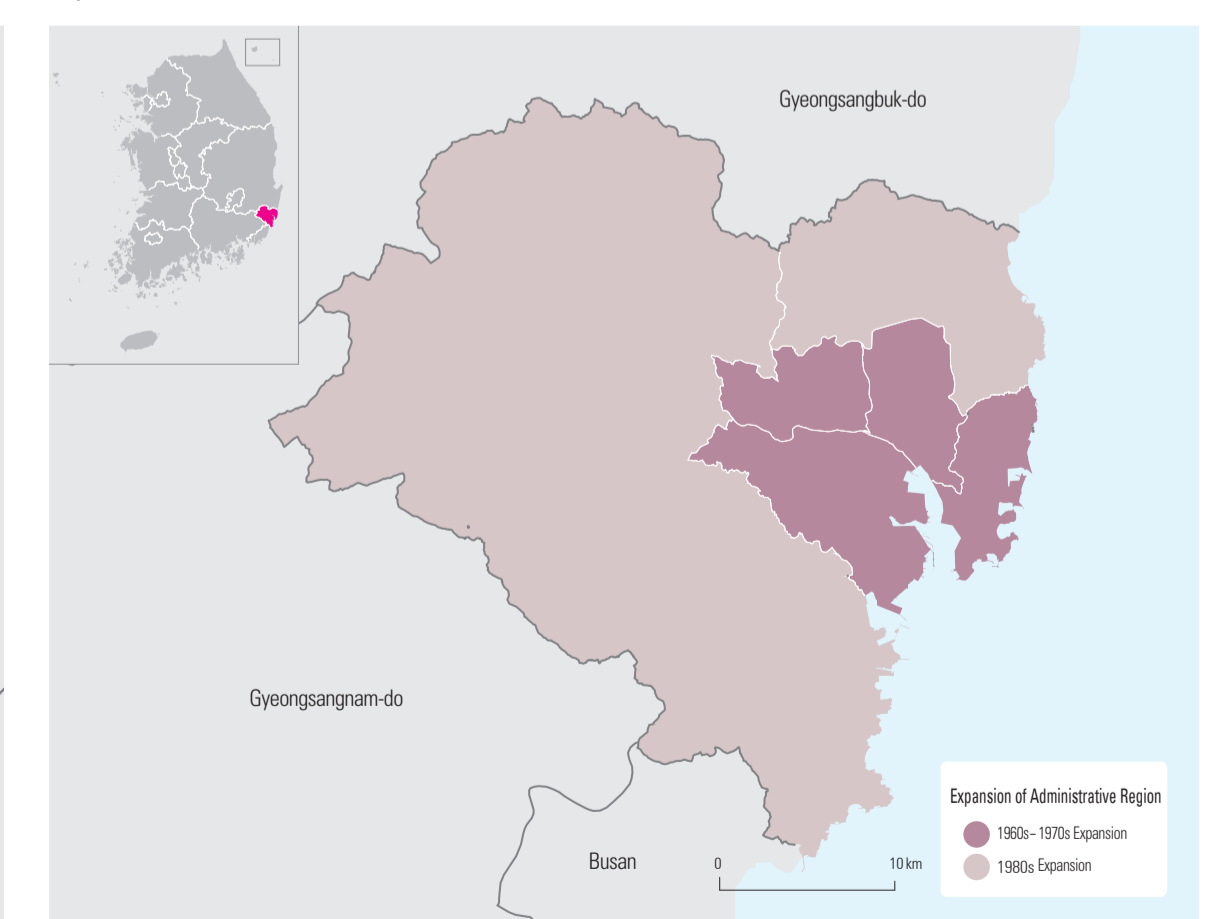 Gyeongsangbuk-do
Gyeongsangnam-do
Busan
0 10 km
Expansion of Administrative Region
1960s–1970s Expansion
1980s Expansion